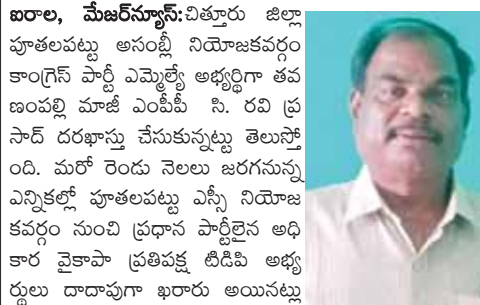 ఐరాల, మేజర్‌న్యూస్:చిత్తూరు జిల్లా
పూతలపట్టు అసంబ్లీ నియోజకవర్గం
కాంగ్రెస్ పార్టీ ఎమ్మెల్యే అభ్యర్థిగా తవ
ణంపల్లి మాజీ ఎంపీపీ సి. రవి ప్ర
సాద్ దరఖాస్తు చేసుకున్నట్టు తెలుస్తో
ంది. మరో రెండు నెలలు జరగనున్న
ఎన్నికల్లో పూతలపట్టు ఎస్సీ నియోజ
కవర్గం నుంచి ప్రధాన పార్టీలైన అధి
కార వైకాపా ప్రతిపక్ష టిడిపి అభ్య
ర్థులు దాదాపుగా ఖరారు అయినట్లు